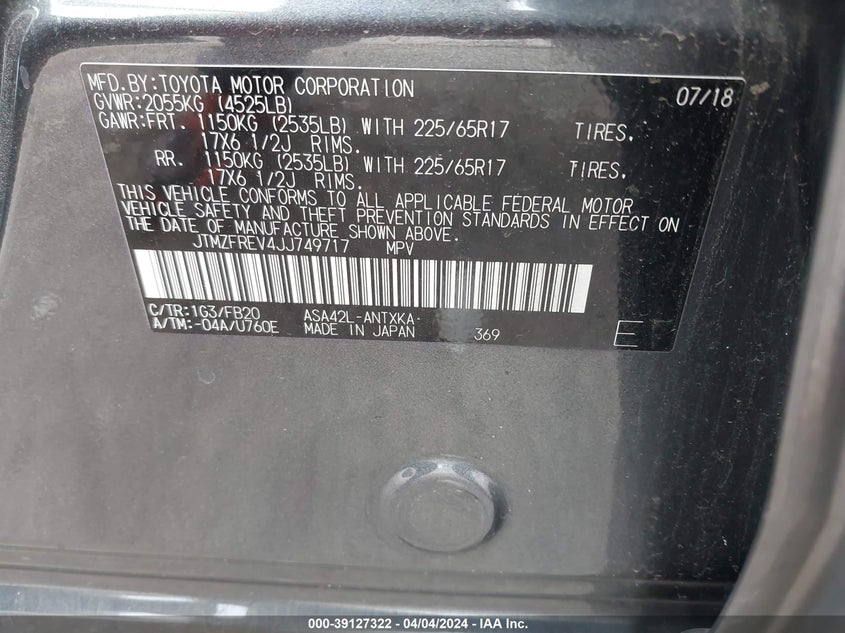 MFD.BY:TOYOTA MOTOR CORPORATION 07/18
GVWR:2055KG (4525LB)
GAWR:FRT. 1150KG (2535LB) WITH 225/65R17 TIRES.
17X6 1/2J RIMS.
RR. 1150KG (2535LB) WITH 225/65R17 TIRES.
17X6 1/2J RIMS.
THIS VEHICLE CONFORMS TO ALL APPLICABLE FEDERAL MOTOR
VEHICLE SAFETY AND THEFT PREVENTION STANDARDS IN EFFECT ON
THE DATE OF MANUFACTURE SHOWN ABOVE.
JTMZFREV4JJ749717 MPV
C/TR:1G3/FB20 ASA42L-ANTXKA
A/TM:-04A/U760E MADE IN JAPAN 369 E
000-39127322 - 04/04/2024 - IAA Inc.